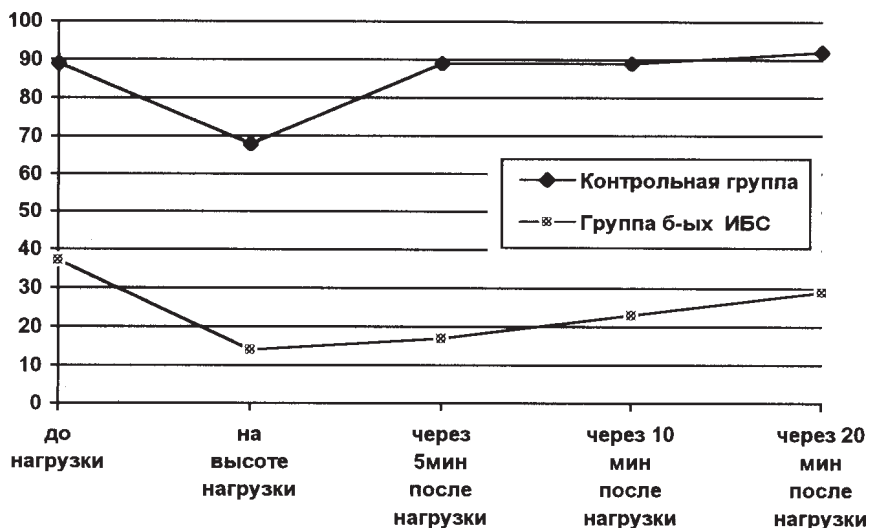 100
90
80
70
60
50
40
30
20
10
0
Контрольная группа
Группа б-ых ИБС
до
нагрузки
на
высоте
нагрузки
через
5мин
после
нагрузки
через 10
мин
после
нагрузки
через 20
мин
после
нагрузки